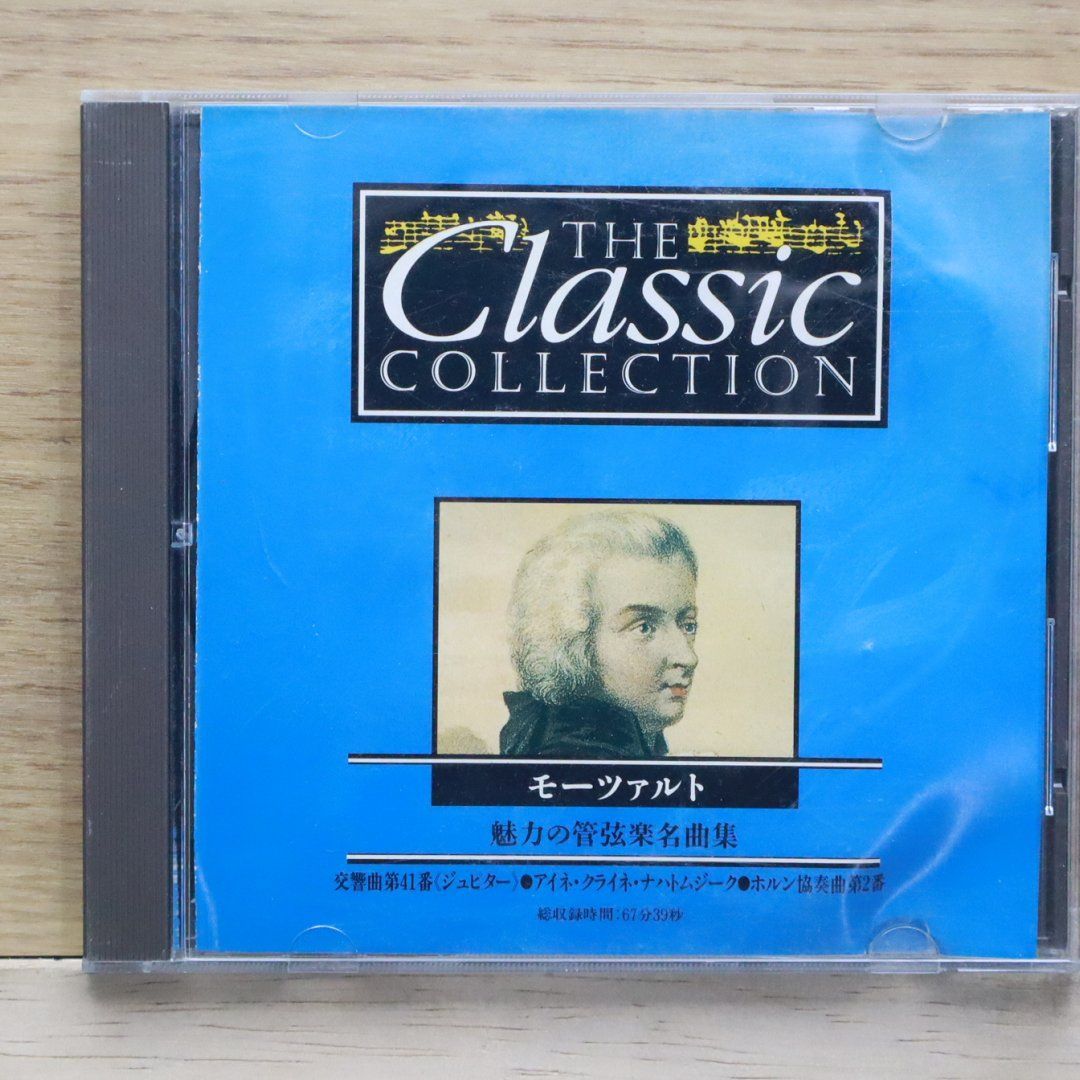 THE
Classic
COLLECTION
モーツァルト
魅力の管弦楽名曲集
交響曲第41番《ジュピター》●アイネ・クライネ・ナハトムジーク●ホルン協奏曲第2番
総収録時間:67分39秒